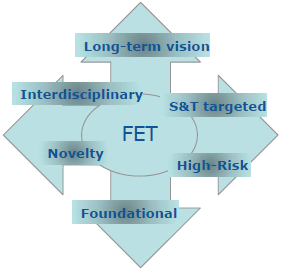 Long-term vision
Interdisciplinary
S&T targeted
FET
Novelty
High-Risk
Foundational